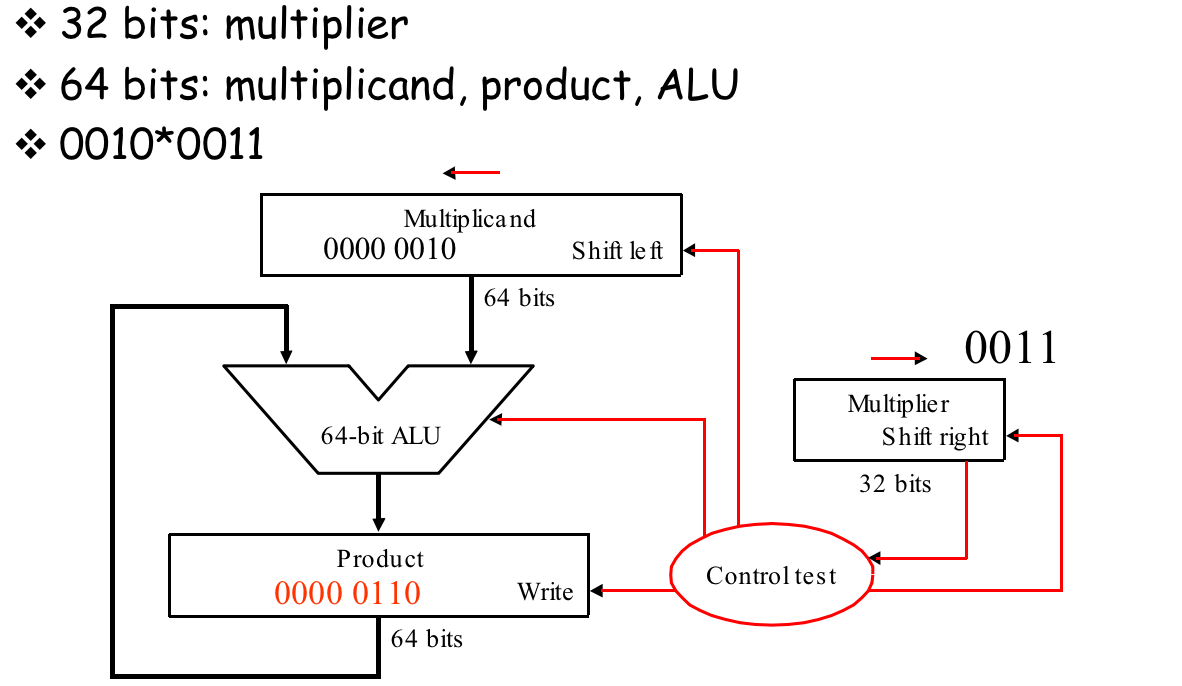 ❖ 32 bits: multiplier
❖ 64 bits: multiplicand, product, ALU
❖ 0010*0011
Multiplicand
0000 0010 Shift left
64 bits
0011
Multiplier
Shift right
64-bit ALU
32 bits
Product
Control test
0000 0110 Write
64 bits